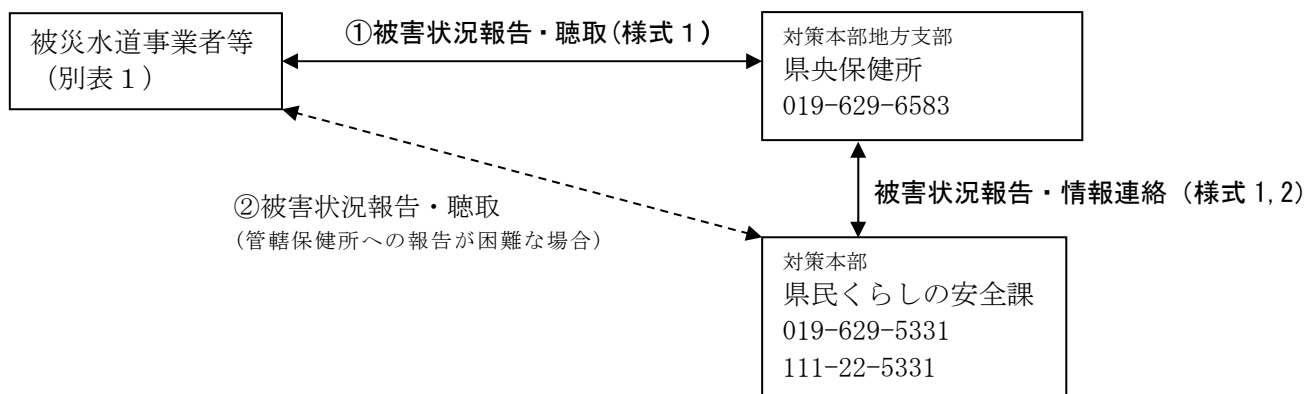 被災水道事業者等
（別表１）
①被害状況報告・聴取(様式１)
対策本部地方支部
県央保健所
019-629-6583
②被害状況報告・聴取
（管轄保健所への報告が困難な場合）
被害状況報告・情報連絡（様式 1,2）
対策本部
県民くらしの安全課
019-629-5331
111-22-5331